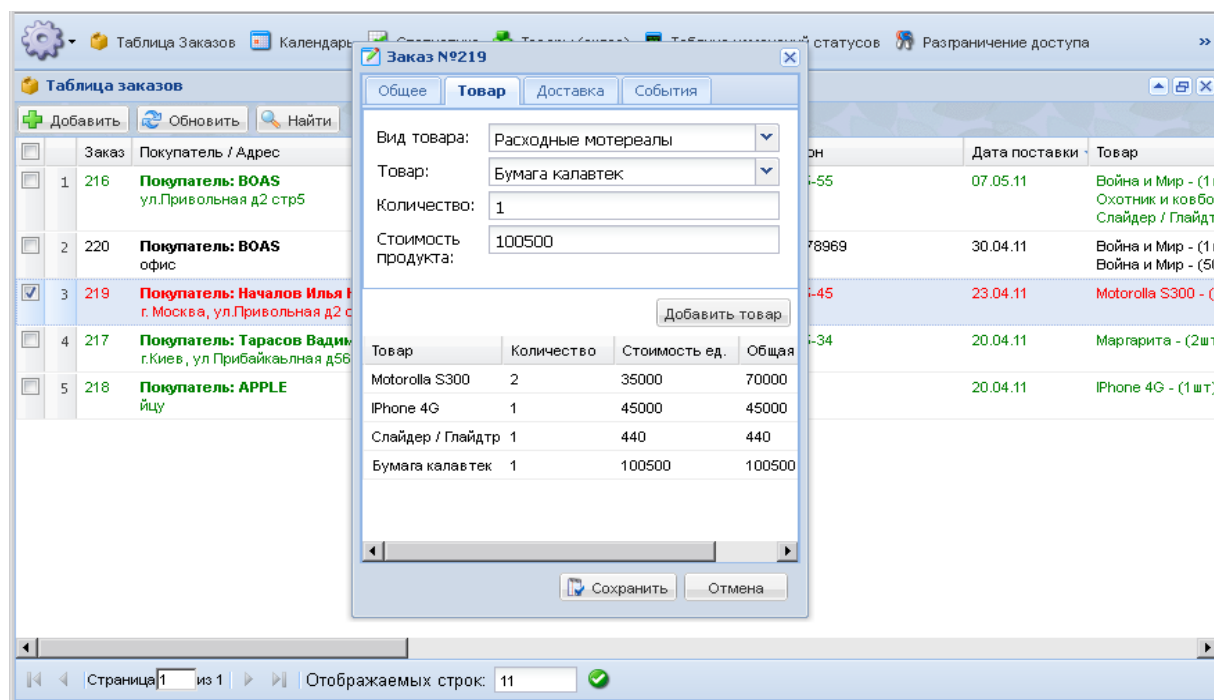 Таблица Заказов Календарь статусов Разграничение доступа »
Таблица заказов
Добавить Обновить Найти
Заказ Покупатель / Адрес Дата поставки Товар
1 216 Покупатель: BOAS 07.05.11 Война и Мир - (1
ул.Привольная д2 стр5 Охотник и ковбо
Слайдер / Глайдт
2 220 Покупатель: BOAS 78969 30.04.11 Война и Мир - (1
офис Война и Мир - (5
3 219 Покупатель: Началов Илья -45 23.04.11 Motorolla S300 - (
г. Москва, ул.Привольная д2 с
4 217 Покупатель: Тарасов Вадим -34 20.04.11 Маргарита - (2шт
г.Киев, ул Прибайкаьлная д56
5 218 Покупатель: APPLE 20.04.11 IPhone 4G - (1 шт)
йцу
Заказ №219
Общее Товар Доставка События
Вид товара: Расходные мотереалы
Товар: Бумага калавтек
Количество: 1
Стоимость 100500
продукта:
Добавить товар
Товар Количество Стоимость ед. Общая
Motorolla S300 2 35000 70000
IPhone 4G 1 45000 45000
Слайдер / Глайдтр 1 440 440
Бумага калавтек 1 100500 100500
Сохранить Отмена
Страница 1 из 1 Отображаемых строк: 11